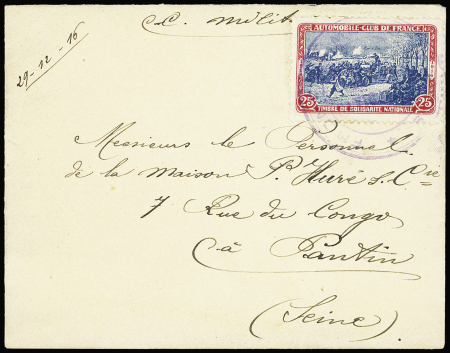 C.C. Milit
29-12-16
AUTOMOBILE-CLUB DE FRANCE
25 TIMBRE DE SOLIDARITÉ NATIONALE 25
Messieurs le Personnel
de la maison P. Huré & Cie
7 Rue du Congo
à Pantin
(Seine)